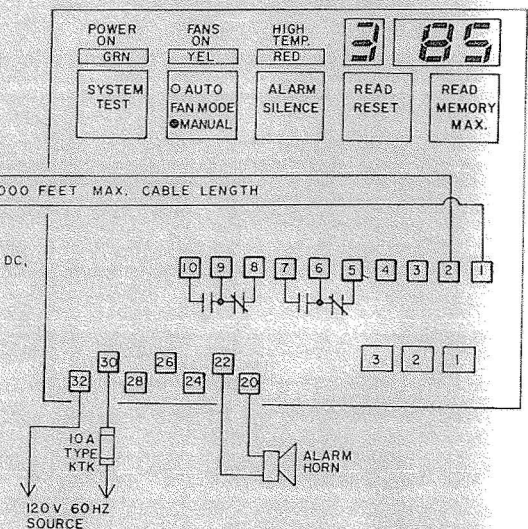 POWER ON
FANS ON
HIGH TEMP.
3 85
GRN
YEL
RED
SYSTEM TEST
AUTO
FAN MODE
MANUAL
ALARM SILENCE
READ RESET
READ MEMORY MAX.
000 FEET MAX. CABLE LENGTH
DC,
10 9 8 7 6 5 4 3 2 1
3 2 1
32 30 28 26 24 22 20
10A TYPE KTK
ALARM HORN
120V 60HZ SOURCE